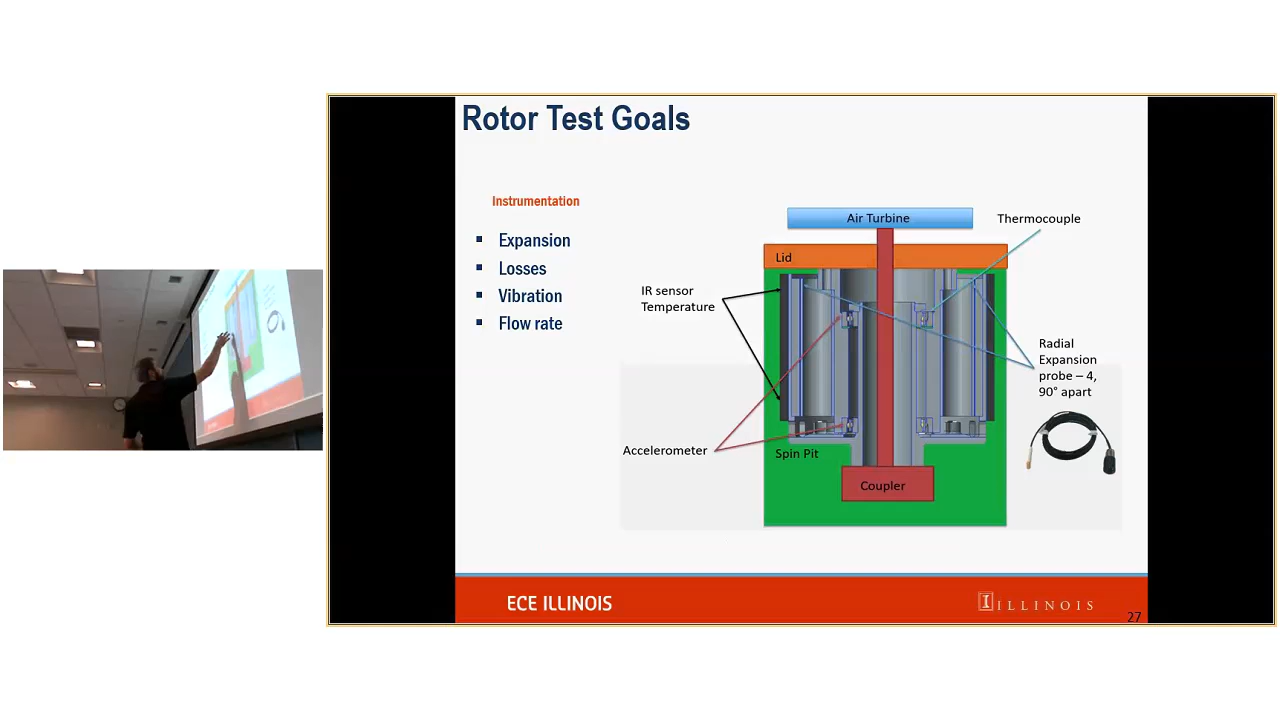 Rotor Test Goals
Instrumentation
▪ Expansion
▪ Losses
▪ Vibration
▪ Flow rate
Air Turbine
Thermocouple
Lid
IR sensor
Temperature
Radial
Expansion
probe – 4,
90° apart
Accelerometer
Spin Pit
Coupler
ECE ILLINOIS
I ILLINOIS
27